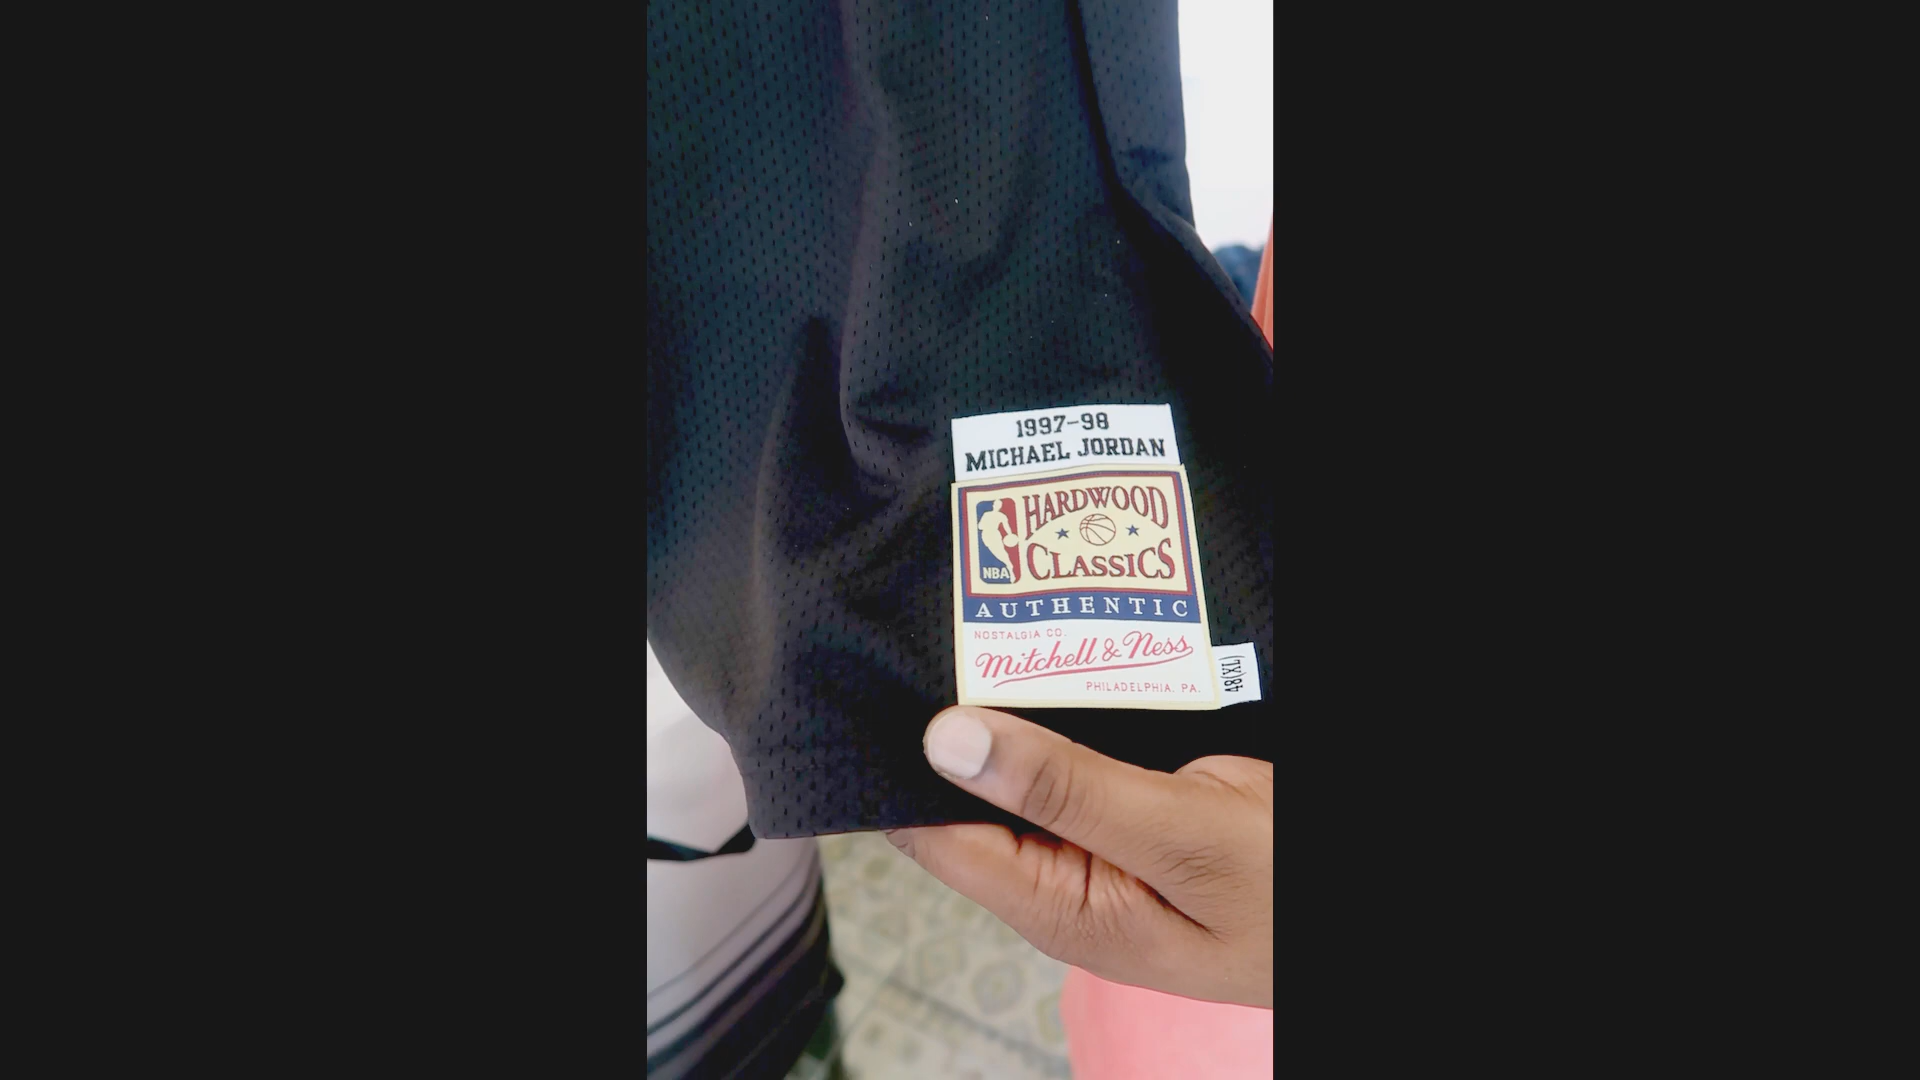 1997-98
MICHAEL JORDAN
HARDWOOD
CLASSICS
NBA
AUTHENTIC
NOSTALGIA CO.
Mitchell & Ness
PHILADELPHIA. PA.
48(XL)